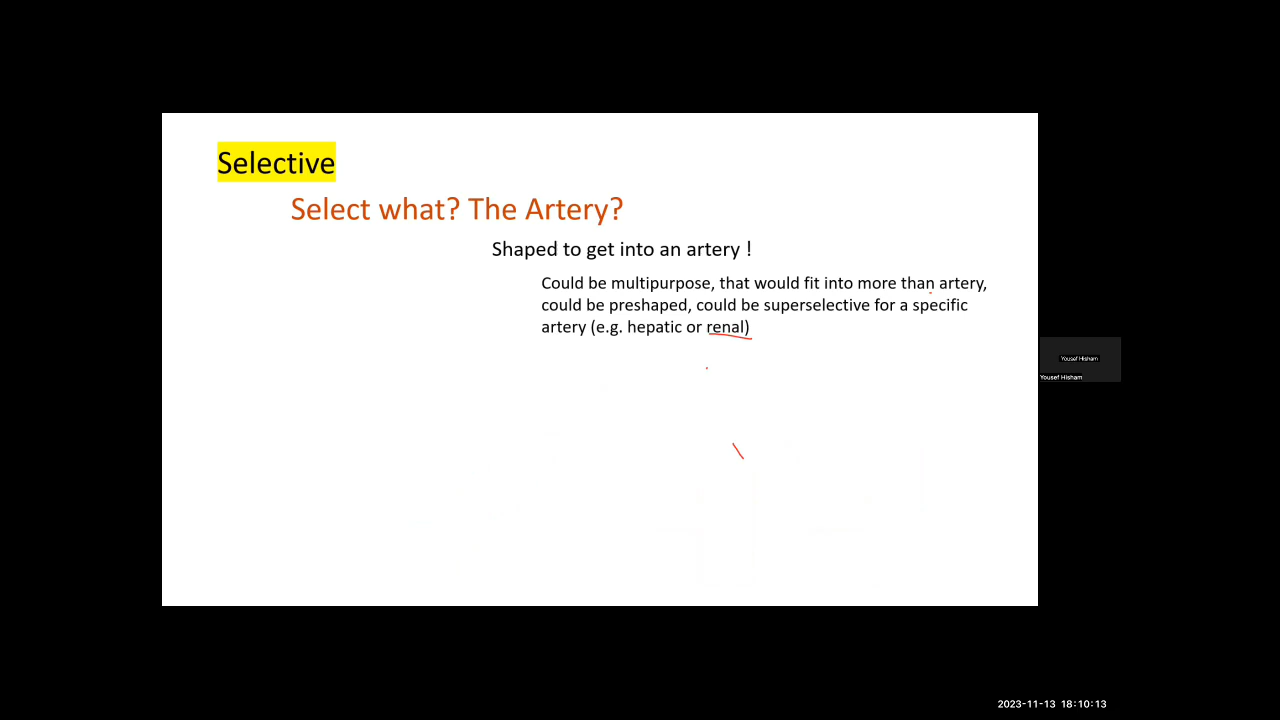 Selective
Select what? The Artery?
Shaped to get into an artery !
Could be multipurpose, that would fit into more than artery,
could be preshaped, could be superselective for a specific
artery (e.g. hepatic or renal)
Yousef Hisham
Yousef Hisham
2023-11-13 18:10:13